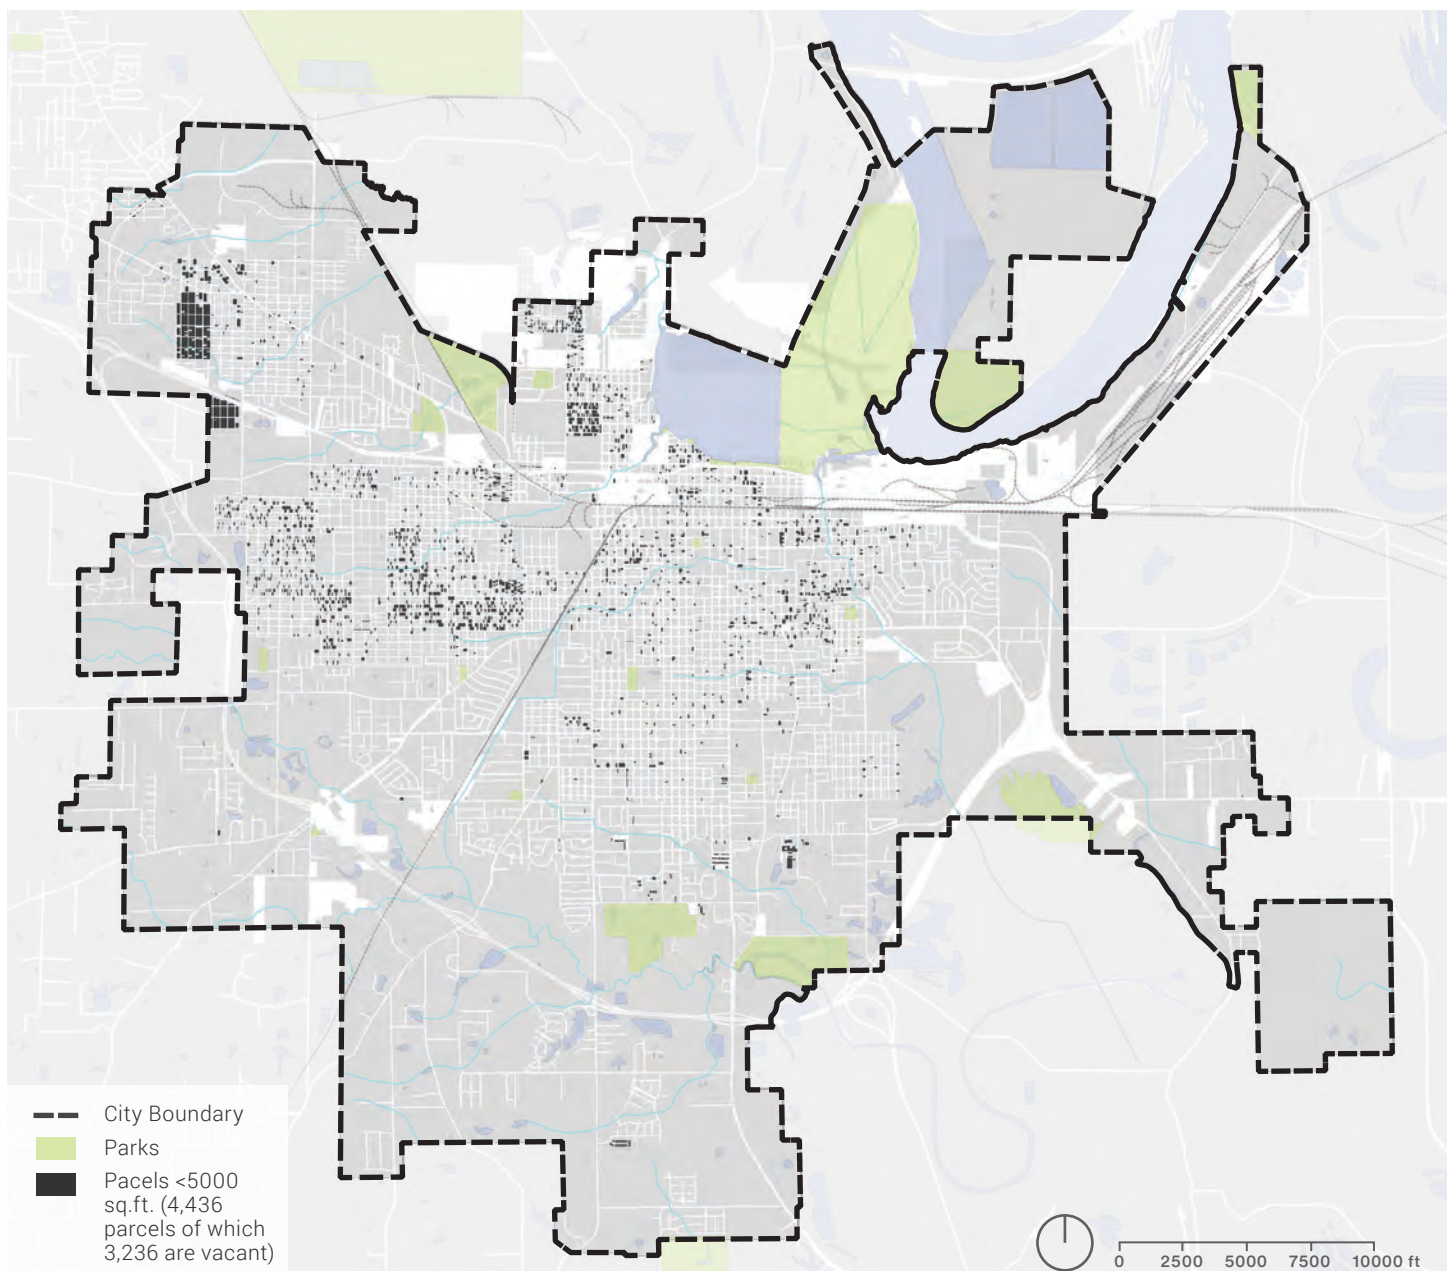 City Boundary
Parks
Pacels <5000
sq.ft. (4,436
parcels of which
3,236 are vacant)
0 2500 5000 7500 10000 ft